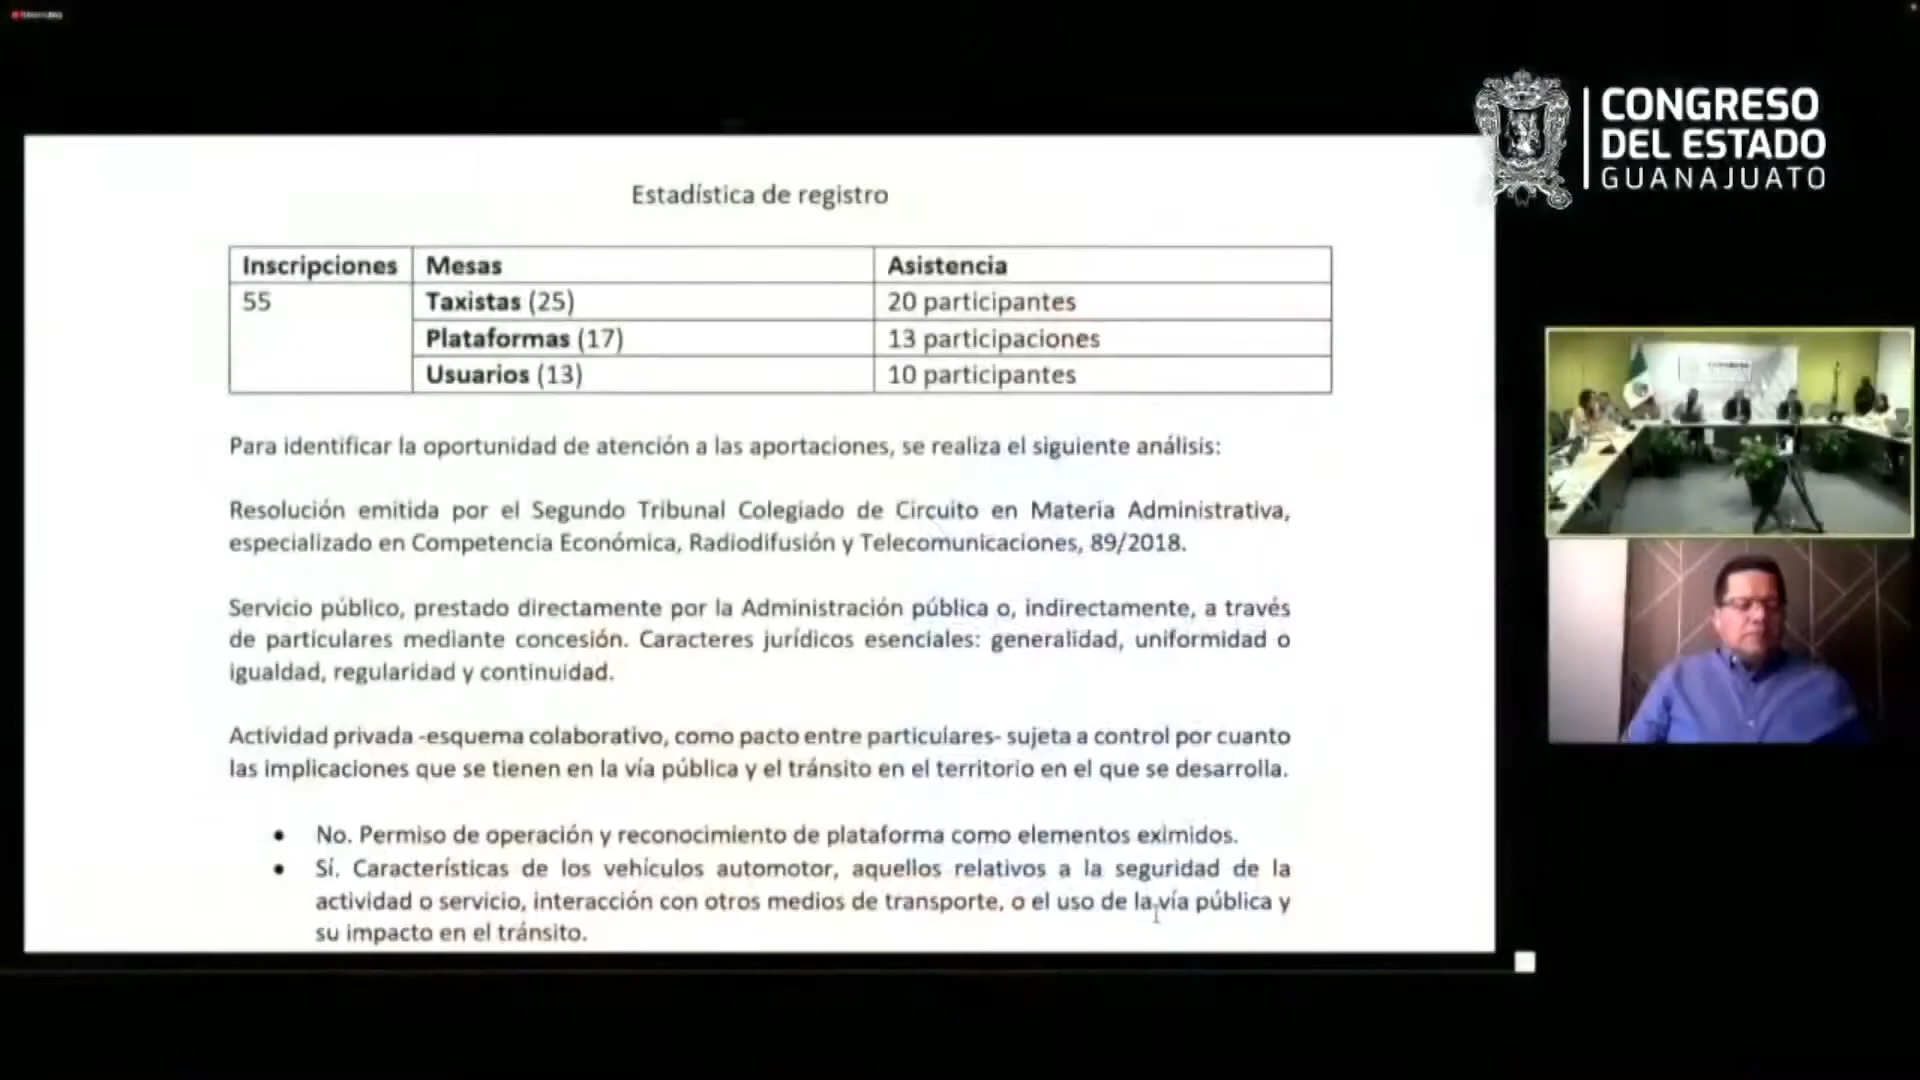 CONGRESO
DEL ESTADO
GUANAJUATO
Estadística de registro
Inscripciones Mesas Asistencia
55 Taxistas (25) 20 participantes
Plataformas (17) 13 participaciones
Usuarios (13) 10 participantes
Para identificar la oportunidad de atención a las aportaciones, se realiza el siguiente análisis:
Resolución emitida por el Segundo Tribunal Colegiado de Circuito en Materia Administrativa,
especializado en Competencia Económica, Radiodifusión y Telecomunicaciones, 89/2018.
Servicio público, prestado directamente por la Administración pública o, indirectamente, a través
de particulares mediante concesión. Caracteres jurídicos esenciales: generalidad, uniformidad o
igualdad, regularidad y continuidad.
Actividad privada -esquema colaborativo, como pacto entre particulares- sujeta a control por cuanto
las implicaciones que se tienen en la vía pública y el tránsito en el territorio en el que se desarrolla.
• No. Permiso de operación y reconocimiento de plataforma como elementos eximidos.
• Sí. Características de los vehículos automotor, aquellos relativos a la seguridad de la
actividad o servicio, interacción con otros medios de transporte, o el uso de la vía pública y
su impacto en el tránsito.